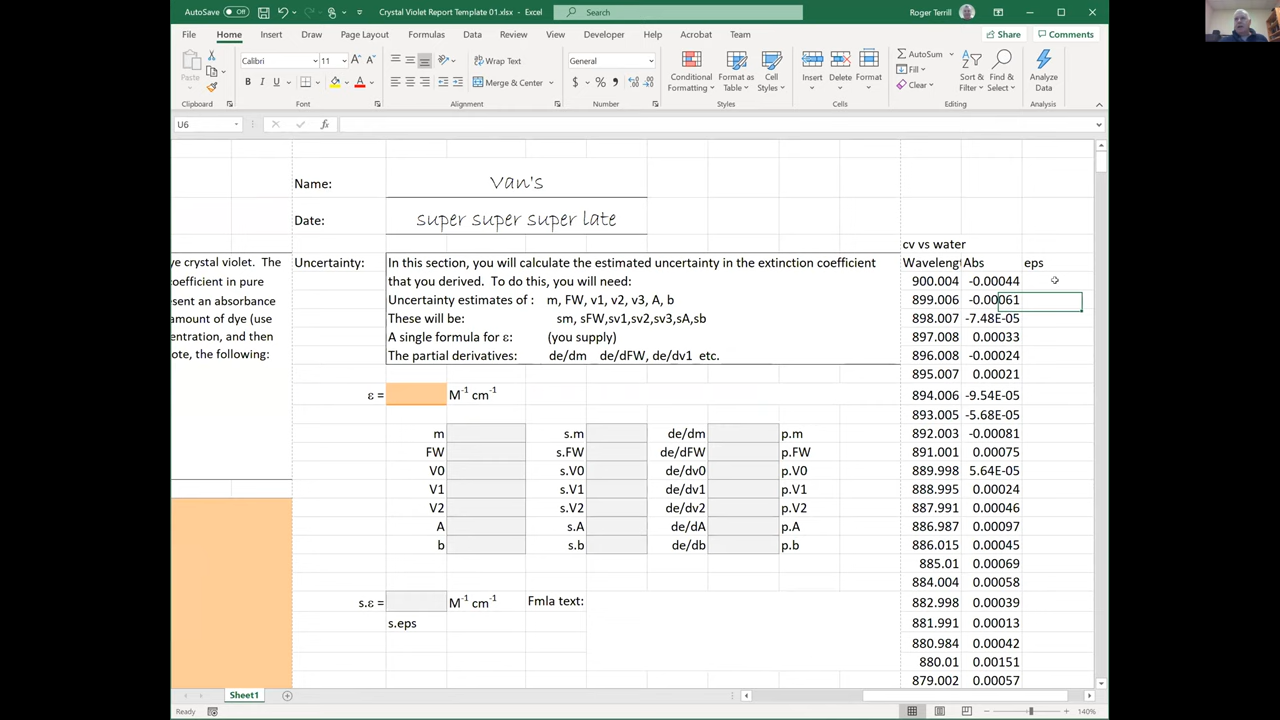 AutoSave Off Crystal Violet Report Template 01.xlsx - Excel Search Roger Terrill
File Home Insert Draw Page Layout Formulas Data Review View Developer Help Acrobat Team Share Comments
Paste Calibri 11 A A Wrap Text General Conditional Formatting Format as Table Cell Styles Insert Delete Format AutoSum Fill Clear Sort & Filter Find & Select Analyze Data
B I U A Merge & Center $ % ,
Clipboard Font Alignment Number Styles Cells Editing Analysis
U6 fx
Name: Van's
Date: super super super late
cv vs water
ye crystal violet. The Uncertainty: In this section, you will calculate the estimated uncertainty in the extinction coefficient Wavelengt Abs eps
coefficient in pure that you derived. To do this, you will need: 900.004 -0.00044
esent an absorbance Uncertainty estimates of : m, FW, v1, v2, v3, A, b 899.006 -0.00061
amount of dye (use These will be: sm, sFW,sv1,sv2,sv3,sA,sb 898.007 -7.48E-05
entration, and then A single formula for ε: (you supply) 897.008 0.00033
ote, the following: The partial derivatives: de/dm de/dFW, de/dv1 etc. 896.008 -0.00024
895.007 0.00021
ε = M-1 cm-1 894.006 -9.54E-05
893.005 -5.68E-05
m s.m de/dm p.m 892.003 -0.00081
FW s.FW de/dFW p.FW 891.001 0.00075
V0 s.V0 de/dv0 p.V0 889.998 5.64E-05
V1 s.V1 de/dv1 p.V1 888.995 0.00024
V2 s.V2 de/dv2 p.V2 887.991 0.00046
A s.A de/dA p.A 886.987 0.00097
b s.b de/db p.b 886.015 0.00045
885.01 0.00069
884.004 0.00058
s.ε = M-1 cm-1 Fmla text: 882.998 0.00039
s.eps 881.991 0.00013
880.984 0.00042
880.01 0.00151
879.002 0.00057
Sheet1
Ready 140%